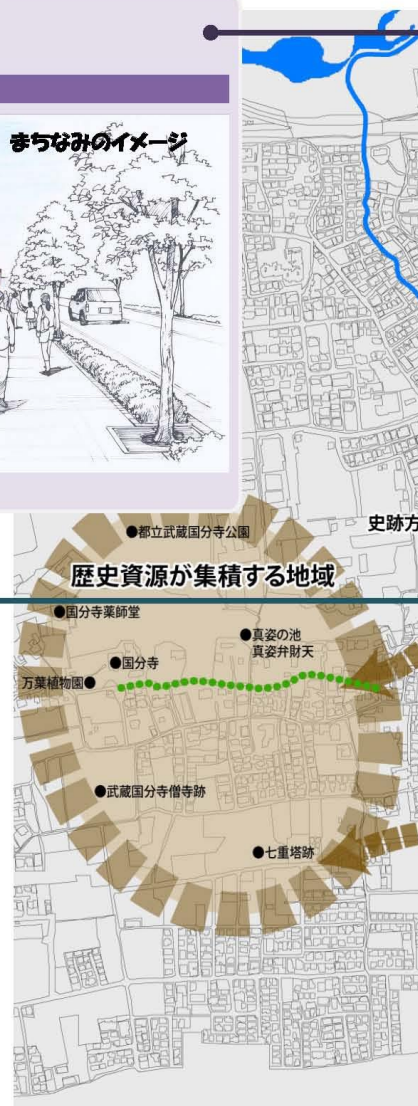 まちなみのイメージ
史跡方
●都立武蔵国分寺公園
歴史資源が集積する地域
●国分寺薬師堂
●真姿の池
真姿弁財天
●国分寺
万葉植物園●
●武蔵国分寺僧寺跡
●七重塔跡